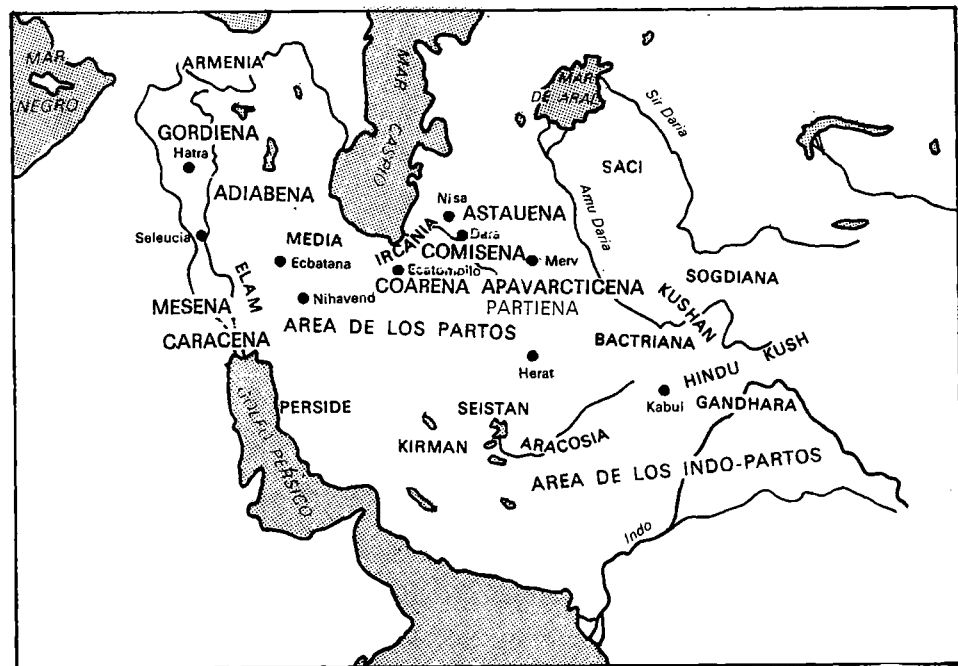 MAR
NEGRO
ARMENIA
MAR
CASPIO
MAR
DE ARAL
Sir Daria
GORDIENA
Hatra
SACI
ADIABENA
Amu Daria
Nisa
ASTAUENA
Seleucia
MEDIA
IRCANIA
Dara
COMISENA
Ecbatana
Merv
Ecatompilo
SOGDIANA
ELAM
COARENA APAVARCTICENA
MESENA
Nihavend
PARTIENA
KUSHAN
AREA DE LOS PARTOS
CARACENA
BACTRIANA
HINDU KUSH
Herat
Kabul
GANDHARA
GOLFO PERSICO
PERSIDE
SEISTAN
KIRMAN
ARACOSIA
AREA DE LOS INDO-PARTOS
Indo